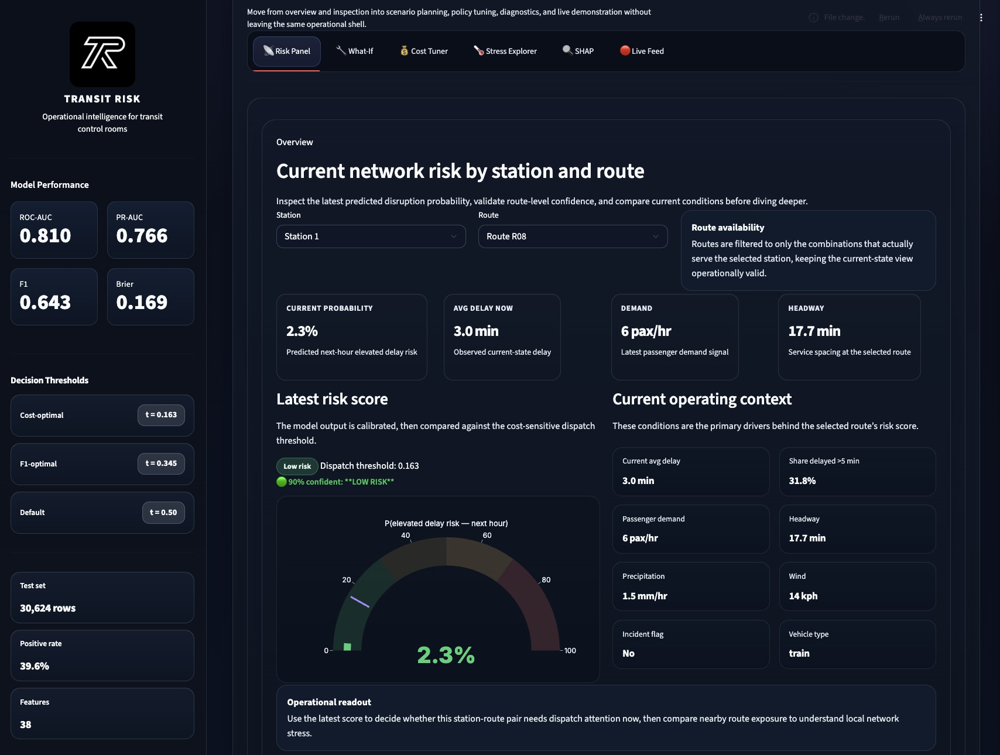 TR
TRANSIT RISK
Operational intelligence for transit
control rooms
Model Performance
ROC-AUC
0.810
PR-AUC
0.766
F1
0.643
Brier
0.169
Decision Thresholds
Cost-optimal
t = 0.163
F1-optimal
t = 0.345
Default
t = 0.50
Test set
30,624 rows
Positive rate
39.6%
Features
38
Move from overview and inspection into scenario planning, policy tuning, diagnostics, and live demonstration without
leaving the same operational shell.
File change.
Rerun
Always rerun
Risk Panel
What-If
Cost Tuner
Stress Explorer
SHAP
Live Feed
Overview
Current network risk by station and route
Inspect the latest predicted disruption probability, validate route-level confidence, and compare current conditions before diving deeper.
Station
Station 1
Route
Route R08
Route availability
Routes are filtered to only the combinations that actually
serve the selected station, keeping the current-state view
operationally valid.
CURRENT PROBABILITY
2.3%
Predicted next-hour elevated delay risk
AVG DELAY NOW
3.0 min
Observed current-state delay
DEMAND
6 pax/hr
Latest passenger demand signal
HEADWAY
17.7 min
Service spacing at the selected route
Latest risk score
The model output is calibrated, then compared against the cost-sensitive dispatch
threshold.
Low risk Dispatch threshold: 0.163
90% confident: **LOW RISK**
P(elevated delay risk — next hour)
0
20
40
60
80
100
2.3%
Current operating context
These conditions are the primary drivers behind the selected route’s risk score.
Current avg delay
3.0 min
Share delayed >5 min
31.8%
Passenger demand
6 pax/hr
Headway
17.7 min
Precipitation
1.5 mm/hr
Wind
14 kph
Incident flag
No
Vehicle type
train
Operational readout
Use the latest score to decide whether this station-route pair needs dispatch attention now, then compare nearby route exposure to understand local network
stress.